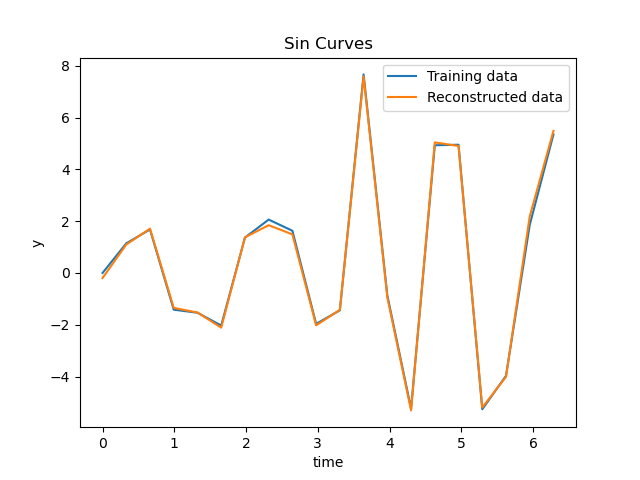 Sin Curves
Training data
Reconstructed data
y
8
6
4
2
0
−2
−4
0 1 2 3 4 5 6
time